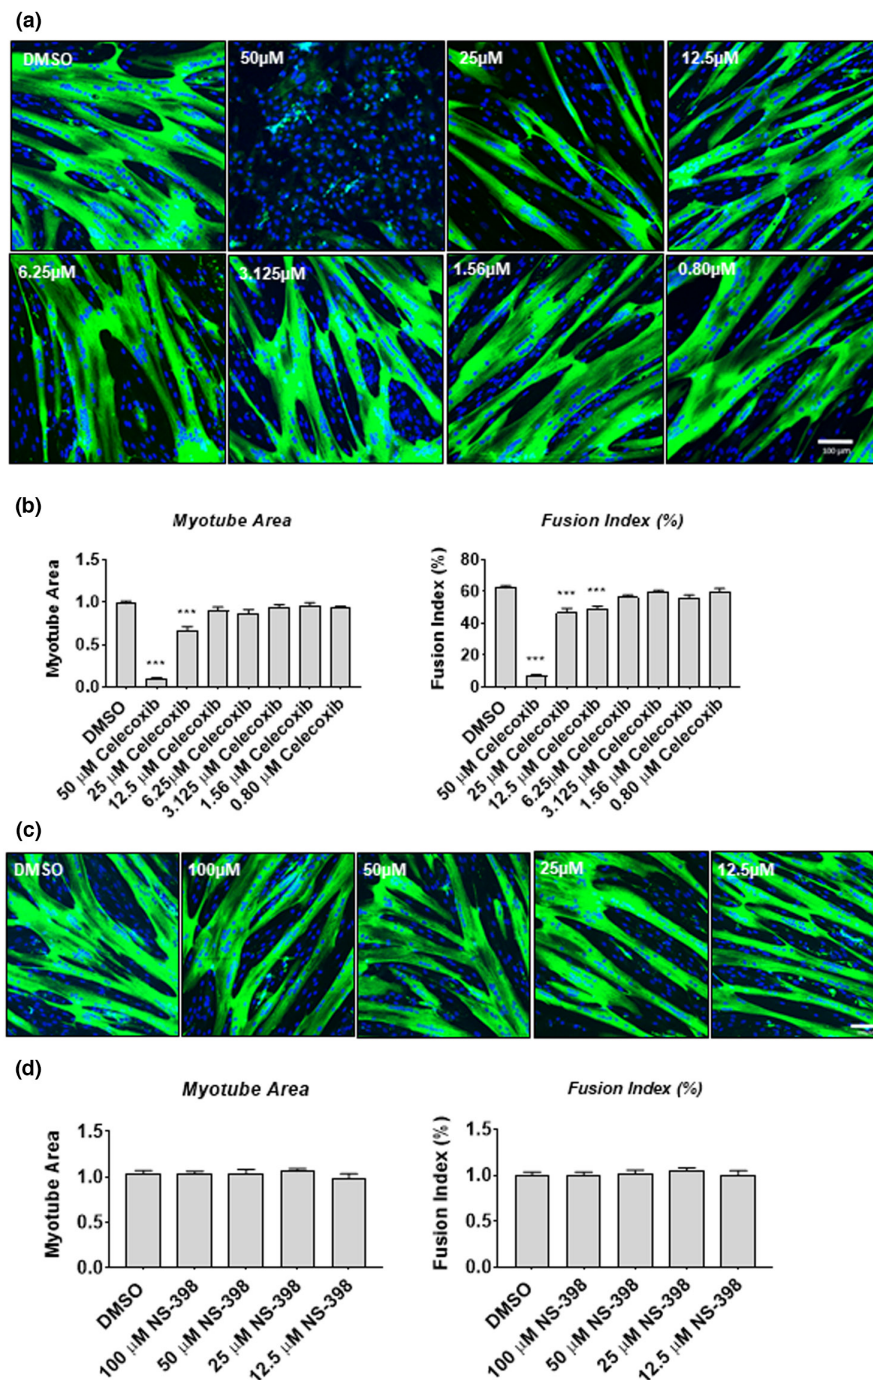 (a)
DMSO 50µM 25µM 12.5µM
6.25µM 3.125µM 1.56µM 0.80µM
100 µm
(b)
Myotube Area
Myotube Area
1.5
1.0
0.5
0.0
***
***
DMSO
50 µM Celecoxib
25 µM Celecoxib
12.5 µM Celecoxib
6.25µM Celecoxib
3.125 µM Celecoxib
1.56 µM Celecoxib
0.80 µM Celecoxib
Fusion Index (%)
Fusion Index (%)
80
60
40
20
0
***
***
***
DMSO
50 µM Celecoxib
25 µM Celecoxib
12.5 µM Celecoxib
6.25µM Celecoxib
3.125 µM Celecoxib
1.56 µM Celecoxib
0.80 µM Celecoxib
(c)
DMSO 100µM 50µM 25µM 12.5µM
(d)
Myotube Area
Myotube Area
1.5
1.0
0.5
0.0
DMSO
100 µM NS-398
50 µM NS-398
25 µM NS-398
12.5 µM NS-398
Fusion Index (%)
Fusion Index (%)
1.5
1.0
0.5
0.0
DMSO
100 µM NS-398
50 µM NS-398
25 µM NS-398
12.5 µM NS-398